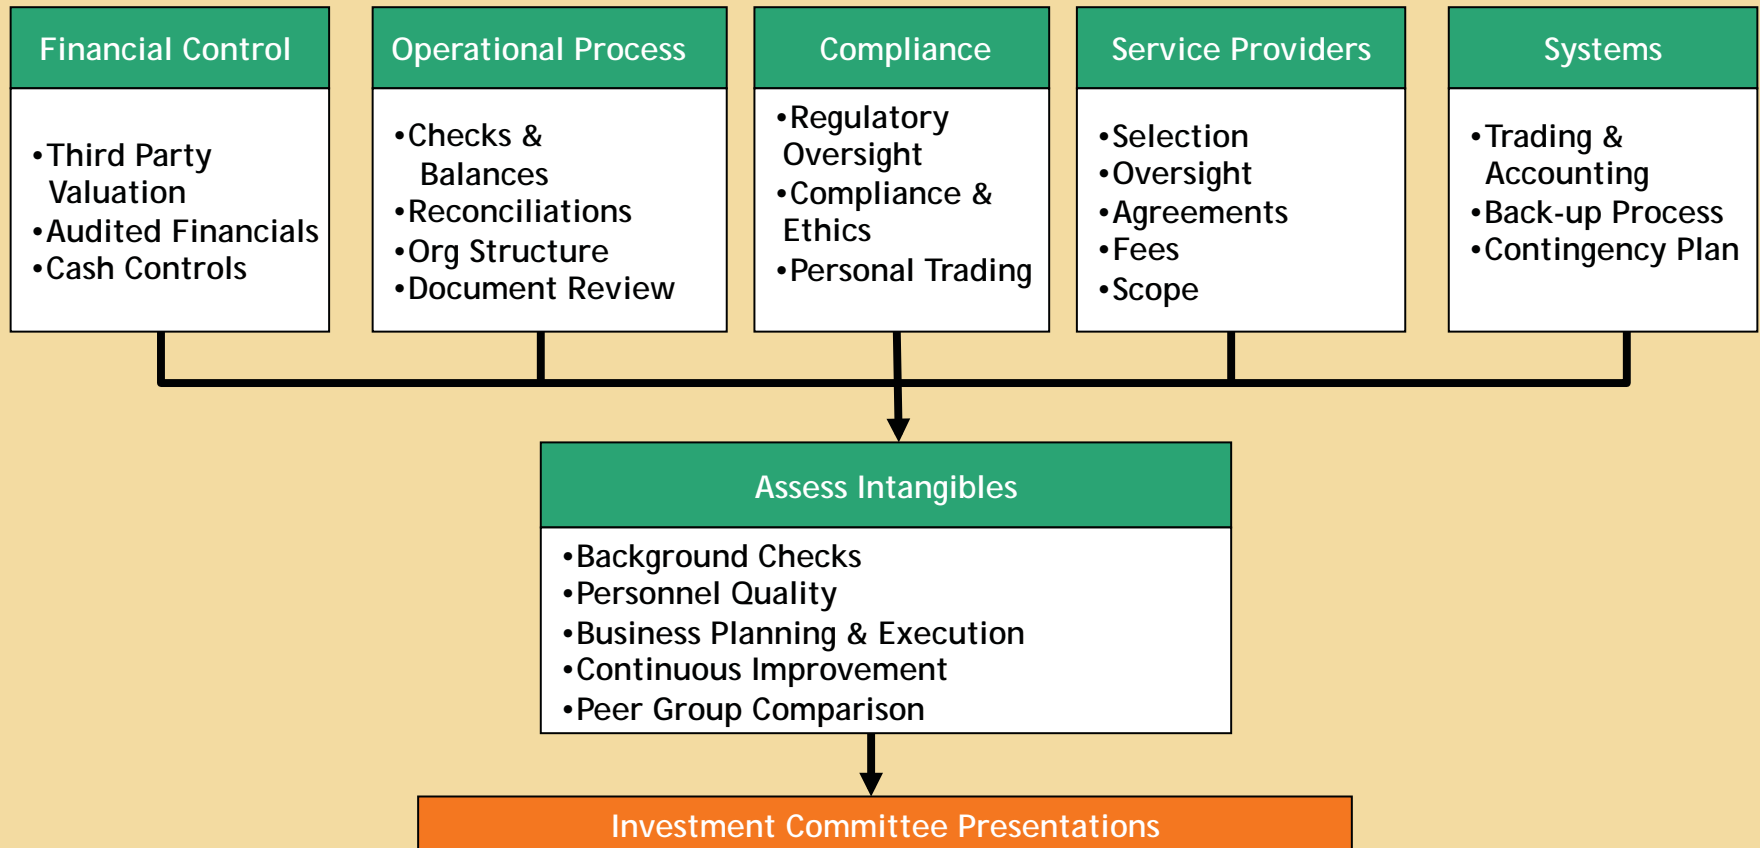 Financial Control
•Third Party
Valuation
•Audited Financials
•Cash Controls
Operational Process
•Checks &
Balances
•Reconciliations
•Org Structure
•Document Review
Compliance
•Regulatory
Oversight
•Compliance &
Ethics
•Personal Trading
Service Providers
•Selection
•Oversight
•Agreements
•Fees
•Scope
Systems
•Trading &
Accounting
•Back-up Process
•Contingency Plan
Assess Intangibles
•Background Checks
•Personnel Quality
•Business Planning & Execution
•Continuous Improvement
•Peer Group Comparison
Investment Committee Presentations